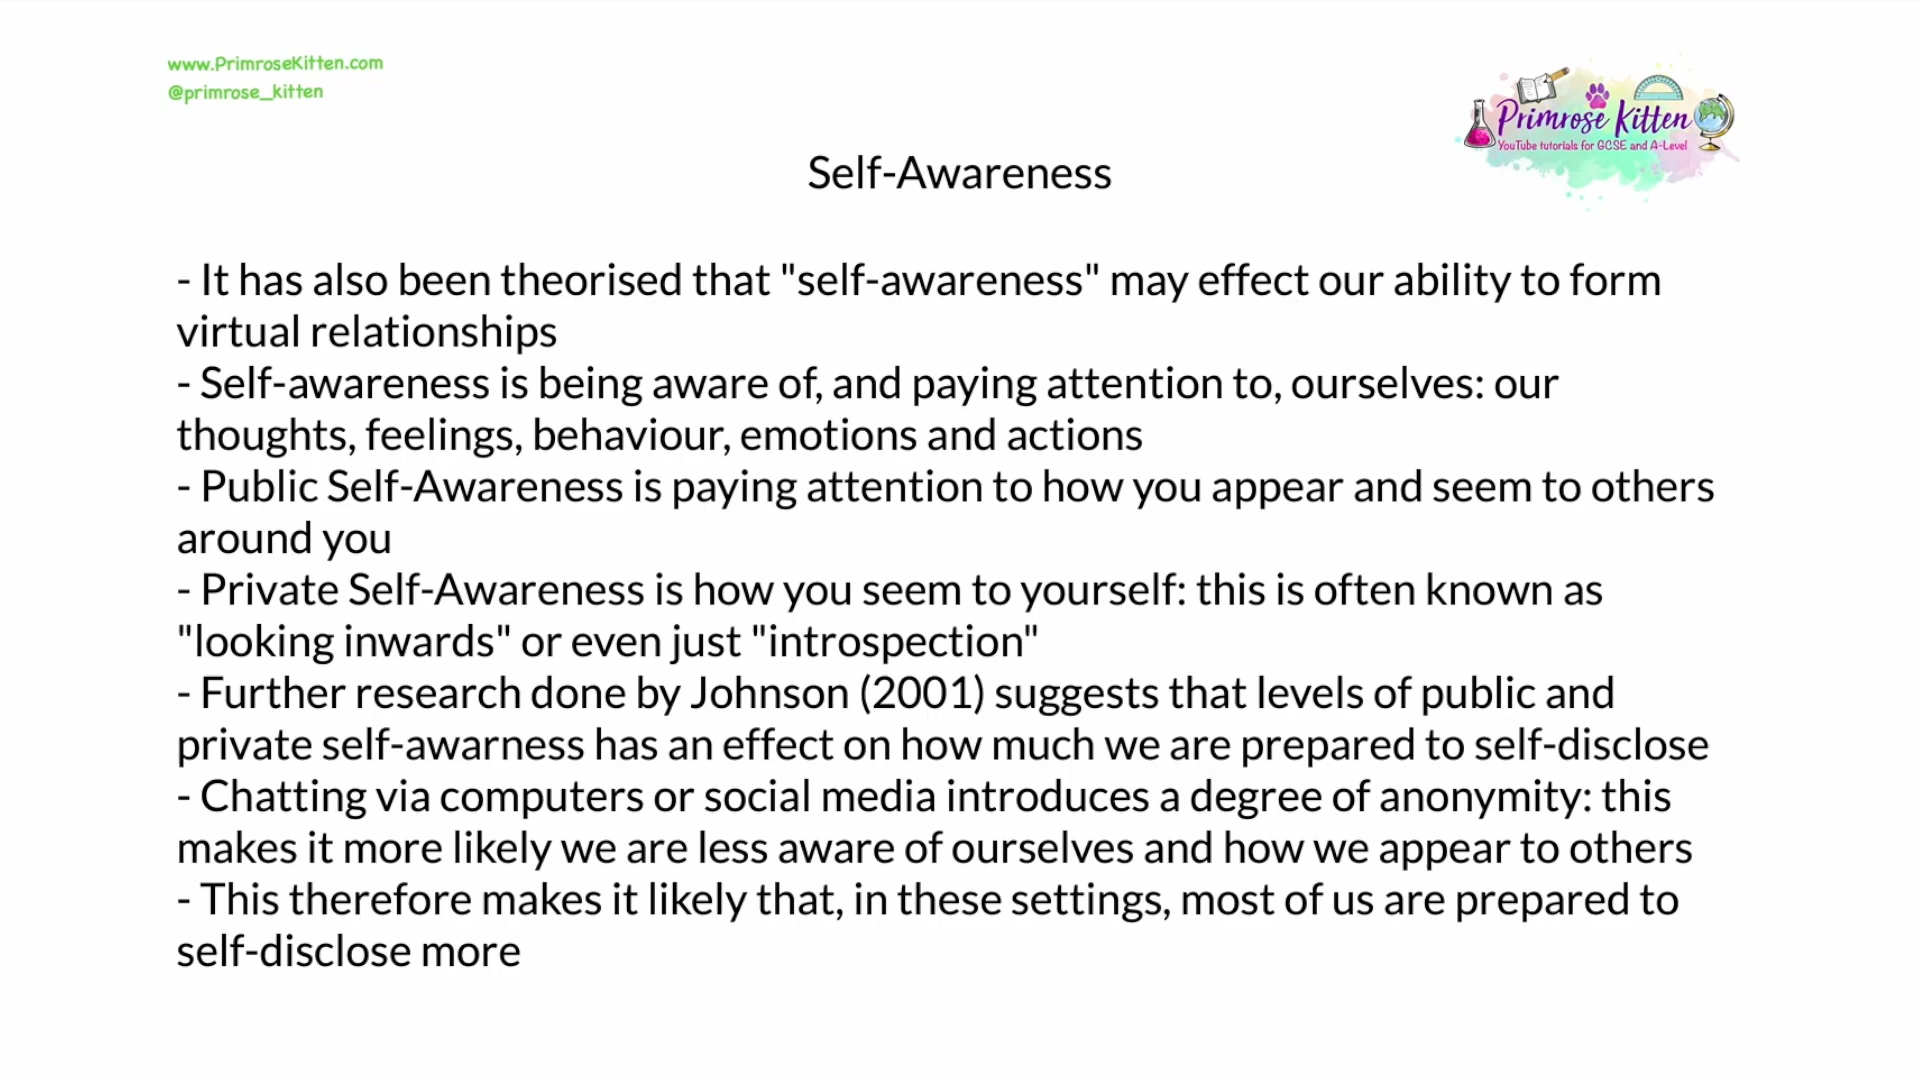 www.PrimroseKitten.com
@primrose_kitten
Primrose Kitten
YouTube tutorials for GCSE and A-Level
Self-Awareness
- It has also been theorised that "self-awareness" may effect our ability to form
virtual relationships
- Self-awareness is being aware of, and paying attention to, ourselves: our
thoughts, feelings, behaviour, emotions and actions
- Public Self-Awareness is paying attention to how you appear and seem to others
around you
- Private Self-Awareness is how you seem to yourself: this is often known as
"looking inwards" or even just "introspection"
- Further research done by Johnson (2001) suggests that levels of public and
private self-awarness has an effect on how much we are prepared to self-disclose
- Chatting via computers or social media introduces a degree of anonymity: this
makes it more likely we are less aware of ourselves and how we appear to others
- This therefore makes it likely that, in these settings, most of us are prepared to
self-disclose more